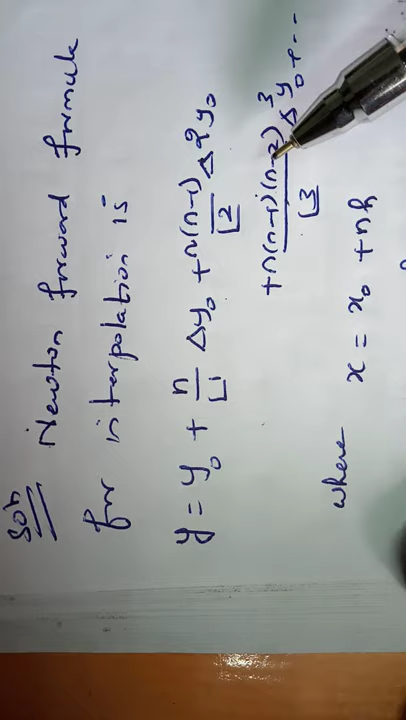 Soln Newton forward formula
for interpolation is
y = y₀ + n/⌊1 Δy₀ + n(n-1)/⌊2 Δ²y₀
+ n(n-1)(n-2)/⌊3 Δ³y₀ + ...
where x = x₀ + nh